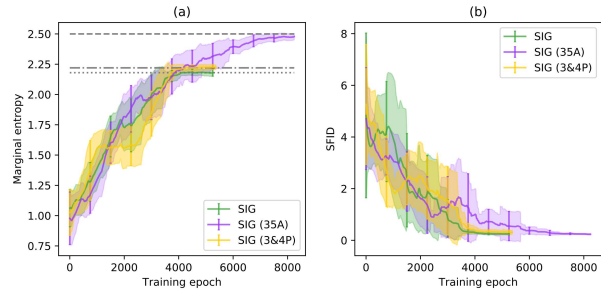 (a)
Marginal entropy
2.50
2.25
2.00
1.75
1.50
1.25
1.00
0.75
SIG
SIG (35A)
SIG (3&4P)
0
2000
4000
6000
8000
Training epoch
(b)
SFID
8
6
4
2
0
SIG
SIG (35A)
SIG (3&4P)
0
2000
4000
6000
8000
Training epoch